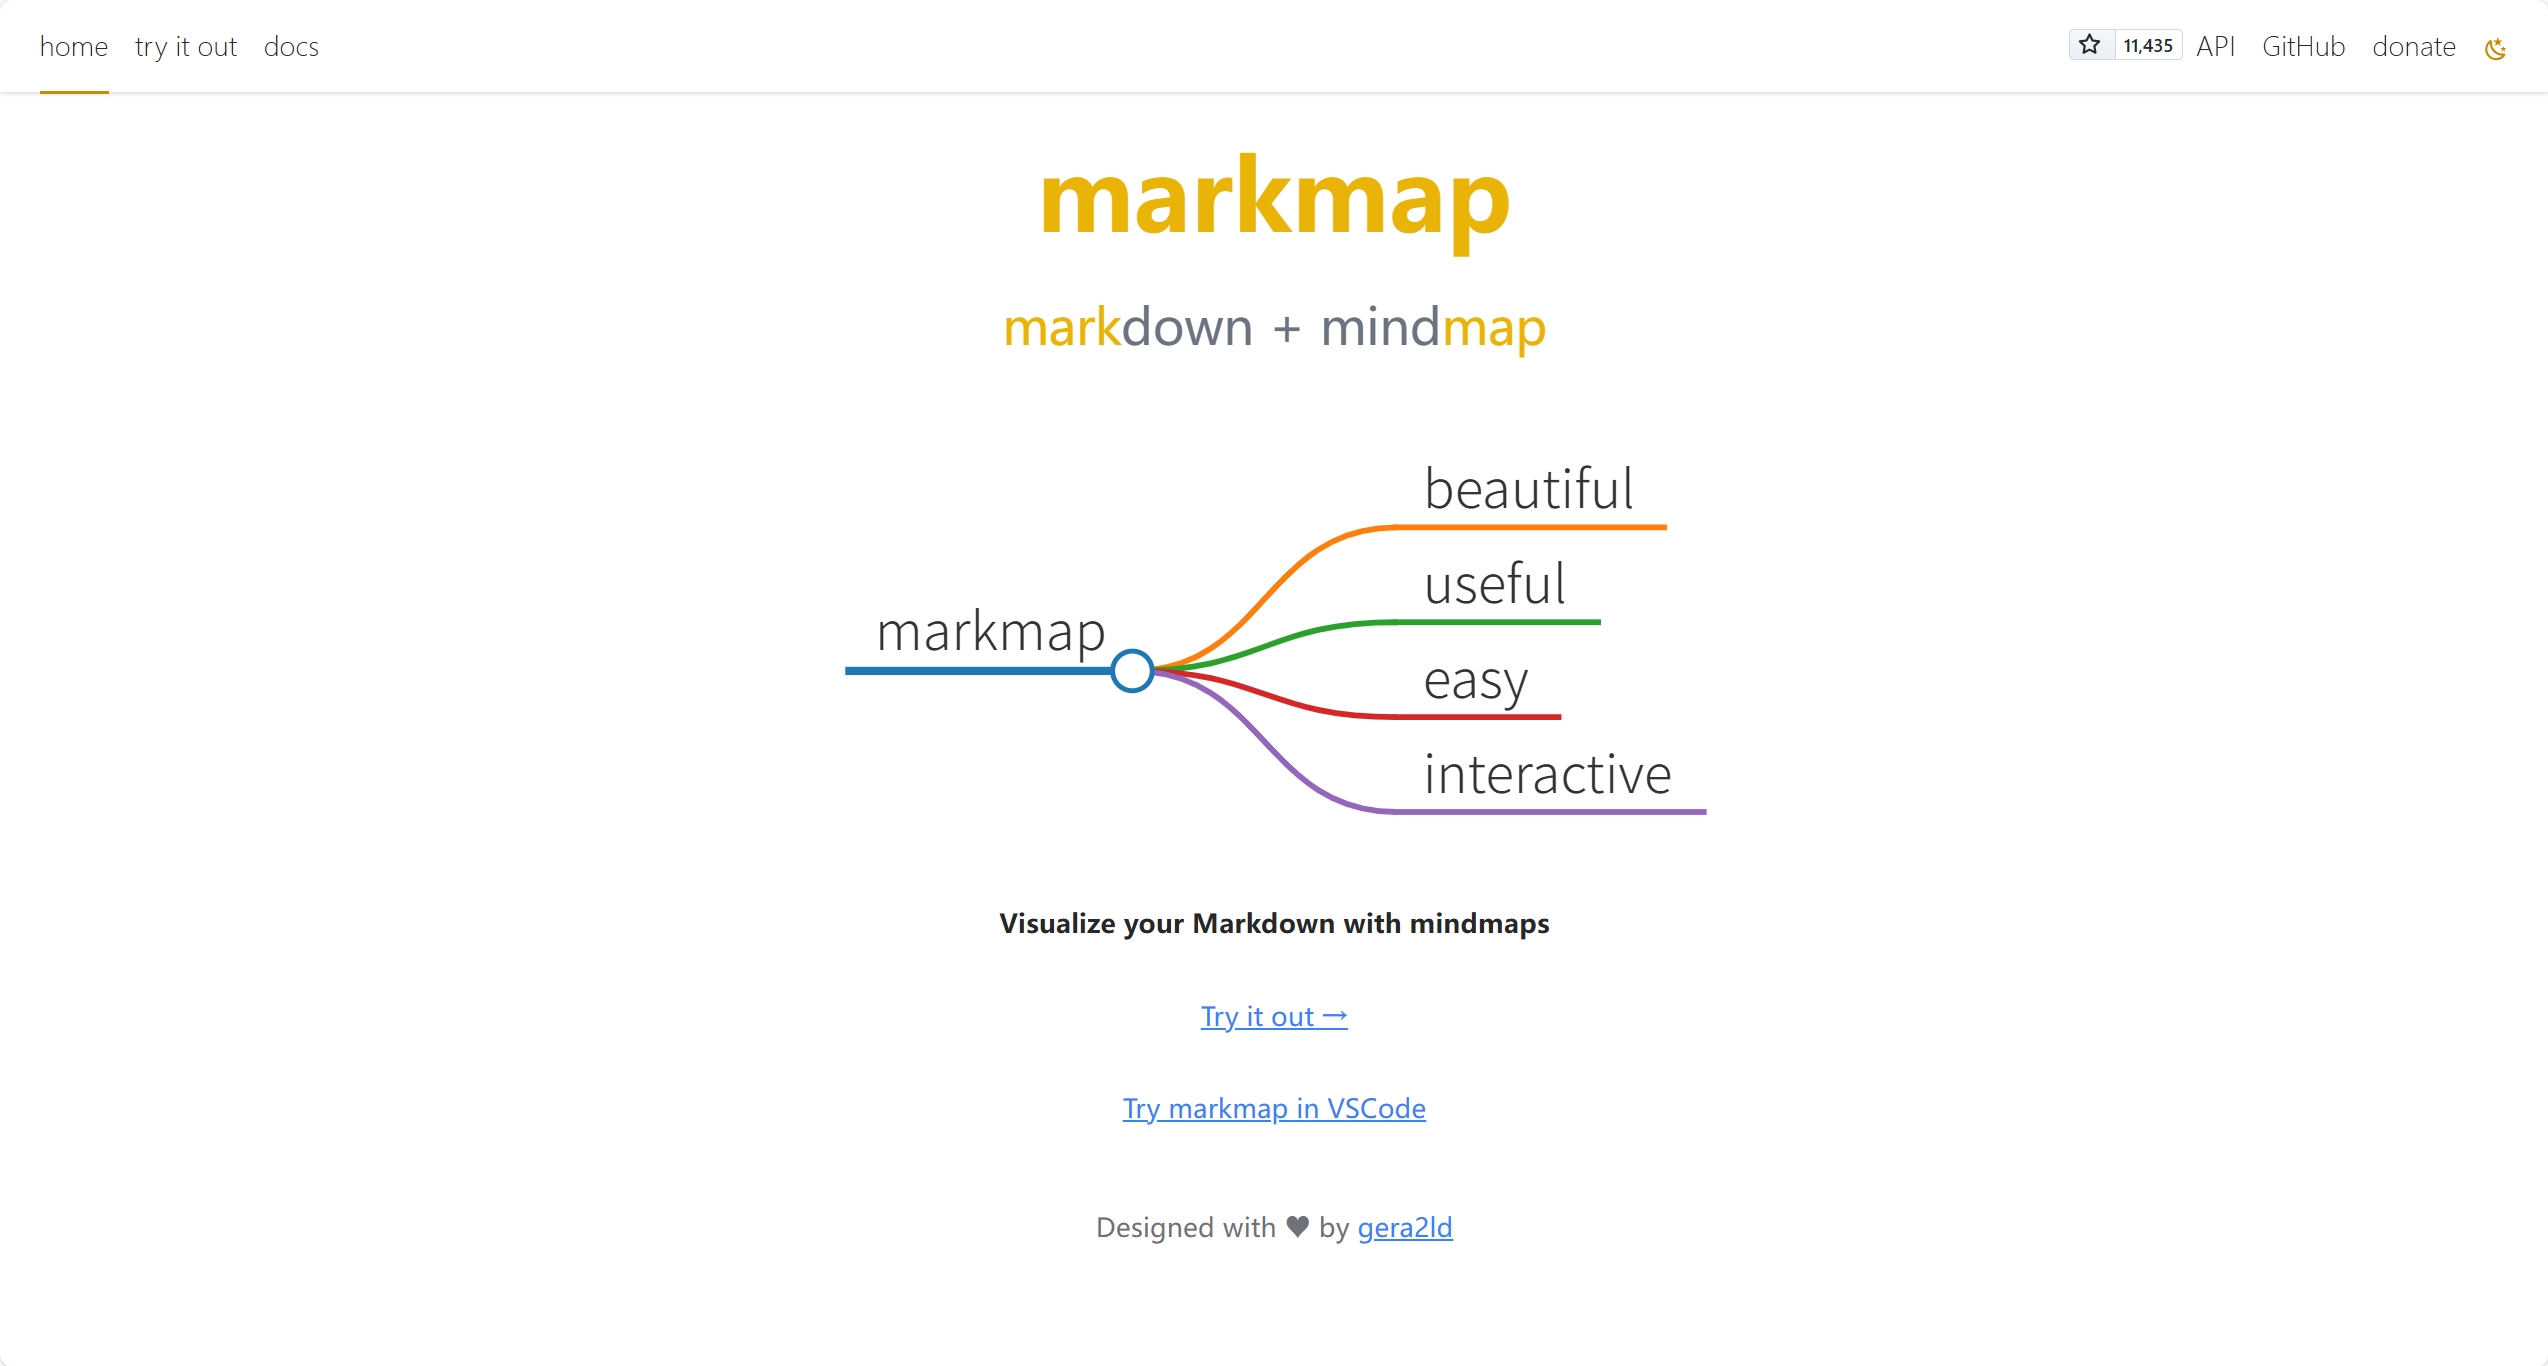 home try it out docs 11,435 API GitHub donate
markmap
markdown + mindmap
beautiful
useful
markmap
easy
interactive
Visualize your Markdown with mindmaps
Try it out →
Try markmap in VSCode
Designed with ♥ by gera2ld